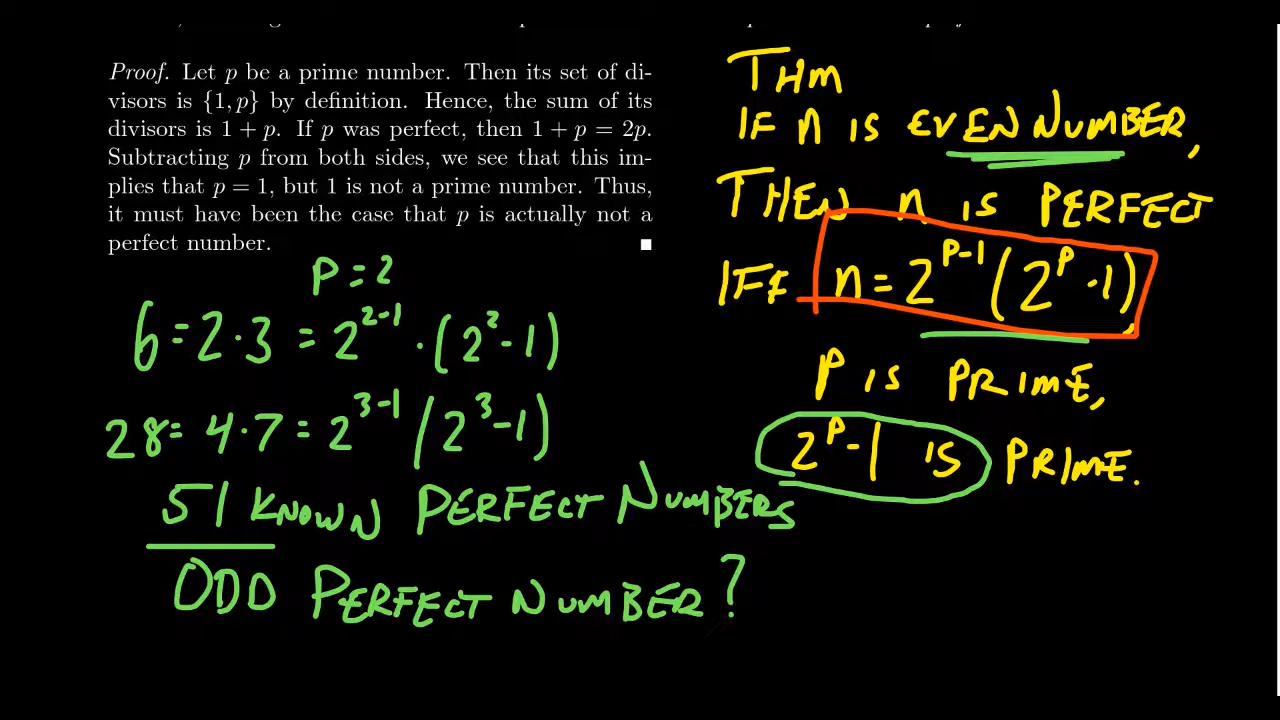 Proof. Let p be a prime number. Then its set of di-
visors is {1, p} by definition. Hence, the sum of its
divisors is 1 + p. If p was perfect, then 1 + p = 2p.
Subtracting p from both sides, we see that this im-
plies that p = 1, but 1 is not a prime number. Thus,
it must have been the case that p is actually not a
perfect number. ■
P = 2
6 = 2 · 3 = 2^{2-1} · (2^2 - 1)
28 = 4 · 7 = 2^{3-1} (2^3 - 1)
51 KNOWN PERFECT NUMBERS
ODD PERFECT NUMBER?
THM
IF n IS EVEN NUMBER,
THEN n IS PERFECT
IFF n = 2^{P-1} (2^P - 1),
P IS PRIME,
2^P - 1 IS PRIME.